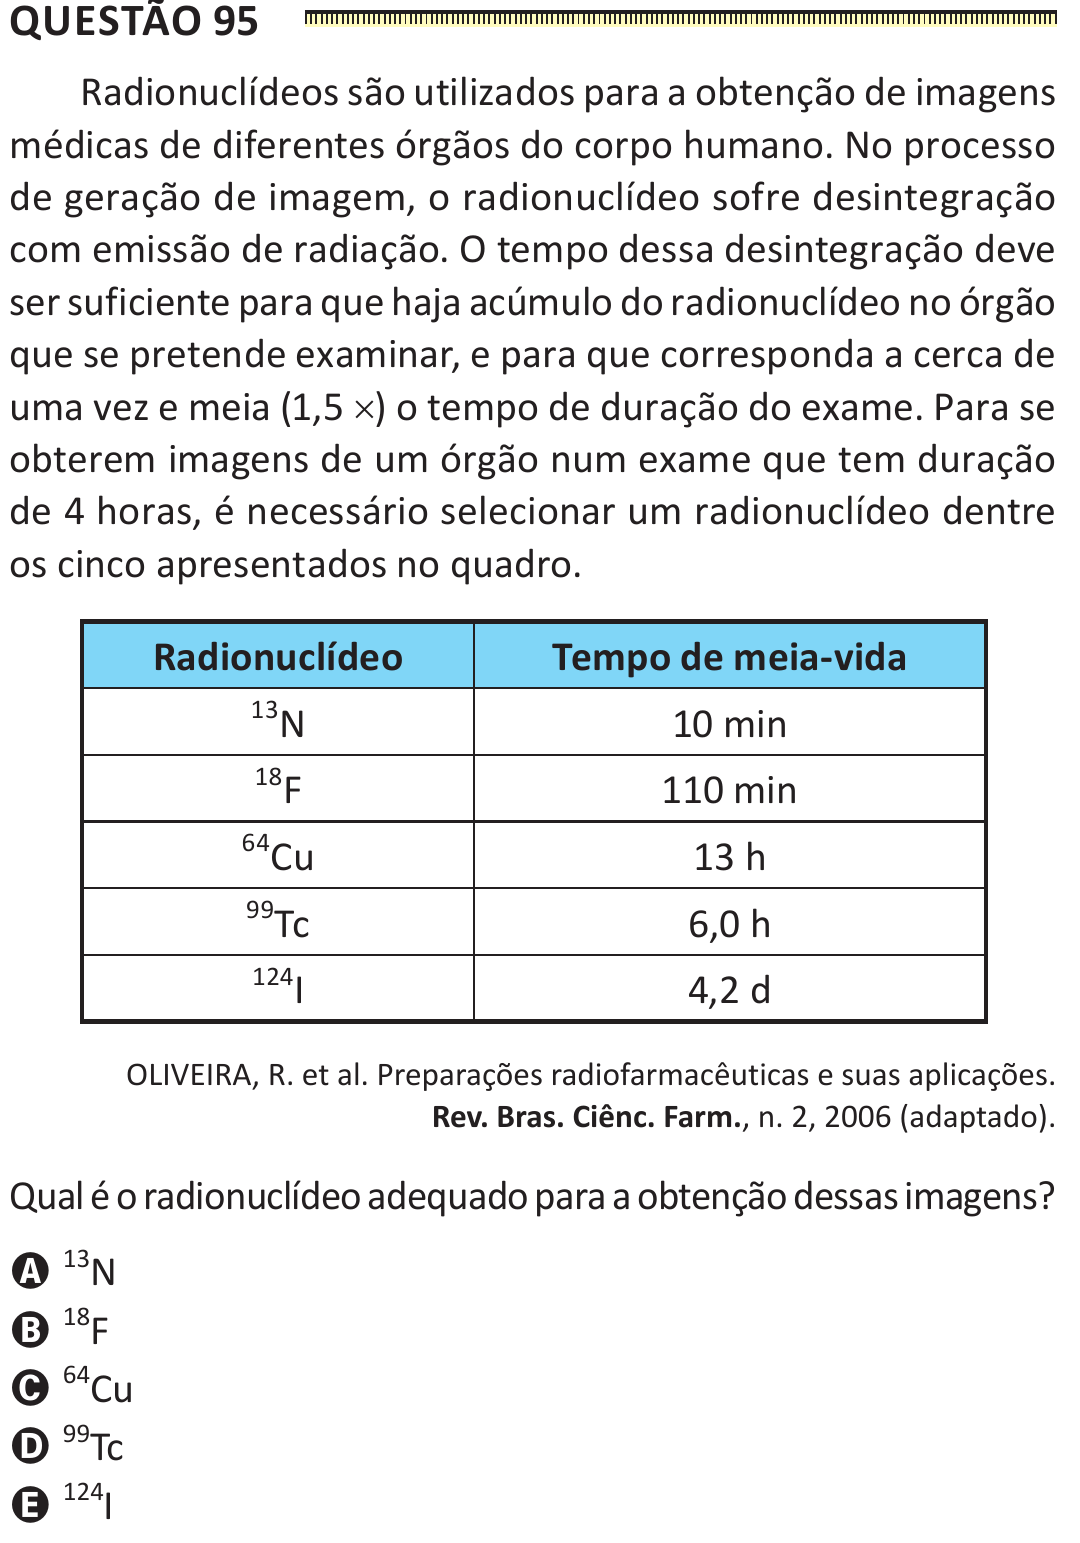 QUESTÃO 95
Radionuclídeos são utilizados para a obtenção de imagens
médicas de diferentes órgãos do corpo humano. No processo
de geração de imagem, o radionuclídeo sofre desintegração
com emissão de radiação. O tempo dessa desintegração deve
ser suficiente para que haja acúmulo do radionuclídeo no órgão
que se pretende examinar, e para que corresponda a cerca de
uma vez e meia (1,5 ×) o tempo de duração do exame. Para se
obterem imagens de um órgão num exame que tem duração
de 4 horas, é necessário selecionar um radionuclídeo dentre
os cinco apresentados no quadro.
Radionuclídeo Tempo de meia-vida
¹³N 10 min
¹⁸F 110 min
⁶⁴Cu 13 h
⁹⁹Tc 6,0 h
¹²⁴I 4,2 d
OLIVEIRA, R. et al. Preparações radiofarmacêuticas e suas aplicações.
Rev. Bras. Ciênc. Farm., n. 2, 2006 (adaptado).
Qual é o radionuclídeo adequado para a obtenção dessas imagens?
A ¹³N
B ¹⁸F
C ⁶⁴Cu
D ⁹⁹Tc
E ¹²⁴I